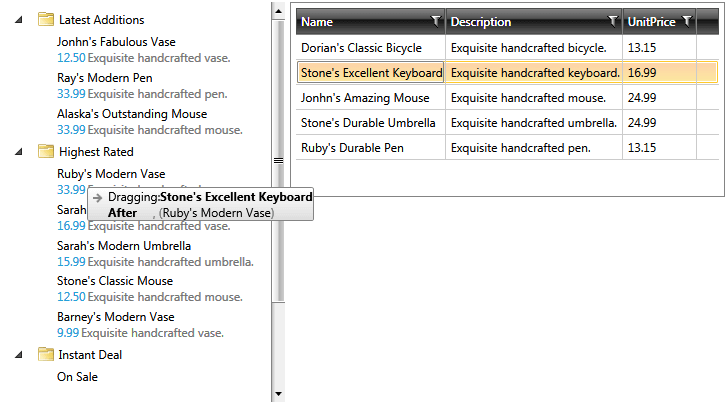 Latest Additions
Jonhn's Fabulous Vase
12.50 Exquisite handcrafted vase.
Ray's Modern Pen
33.99 Exquisite handcrafted pen.
Alaska's Outstanding Mouse
33.99 Exquisite handcrafted mouse.
Highest Rated
Ruby's Modern Vase
33.99
Dragging:Stone's Excellent Keyboard
After , (Ruby's Modern Vase)
Sarah
16.99 Exquisite handcrafted vase.
Sarah's Modern Umbrella
15.99 Exquisite handcrafted umbrella.
Stone's Classic Mouse
12.50 Exquisite handcrafted mouse.
Barney's Modern Vase
9.99 Exquisite handcrafted vase.
Instant Deal
On Sale
Name Description UnitPrice
Dorian's Classic Bicycle Exquisite handcrafted bicycle. 13.15
Stone's Excellent Keyboard Exquisite handcrafted keyboard. 16.99
Jonhn's Amazing Mouse Exquisite handcrafted mouse. 24.99
Stone's Durable Umbrella Exquisite handcrafted umbrella. 24.99
Ruby's Durable Pen Exquisite handcrafted pen. 13.15